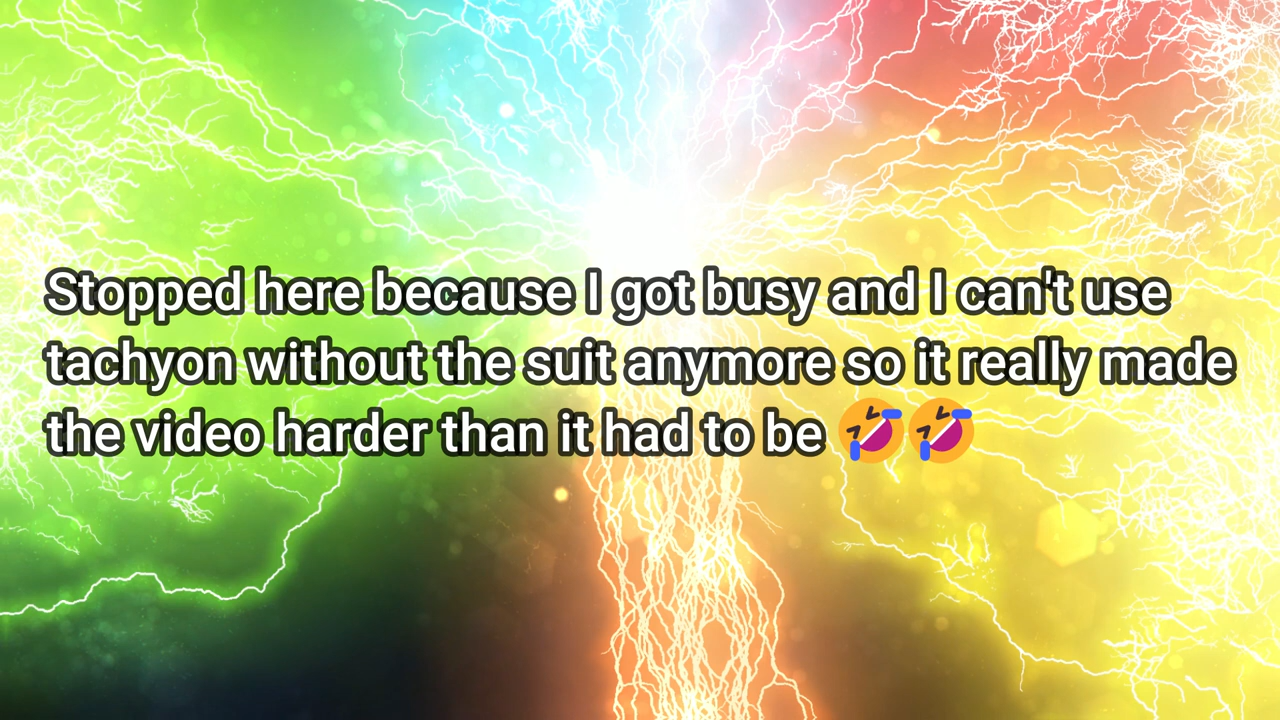 Stopped here because I got busy and I can't use
tachyon without the suit anymore so it really made
the video harder than it had to be 🤣🤣